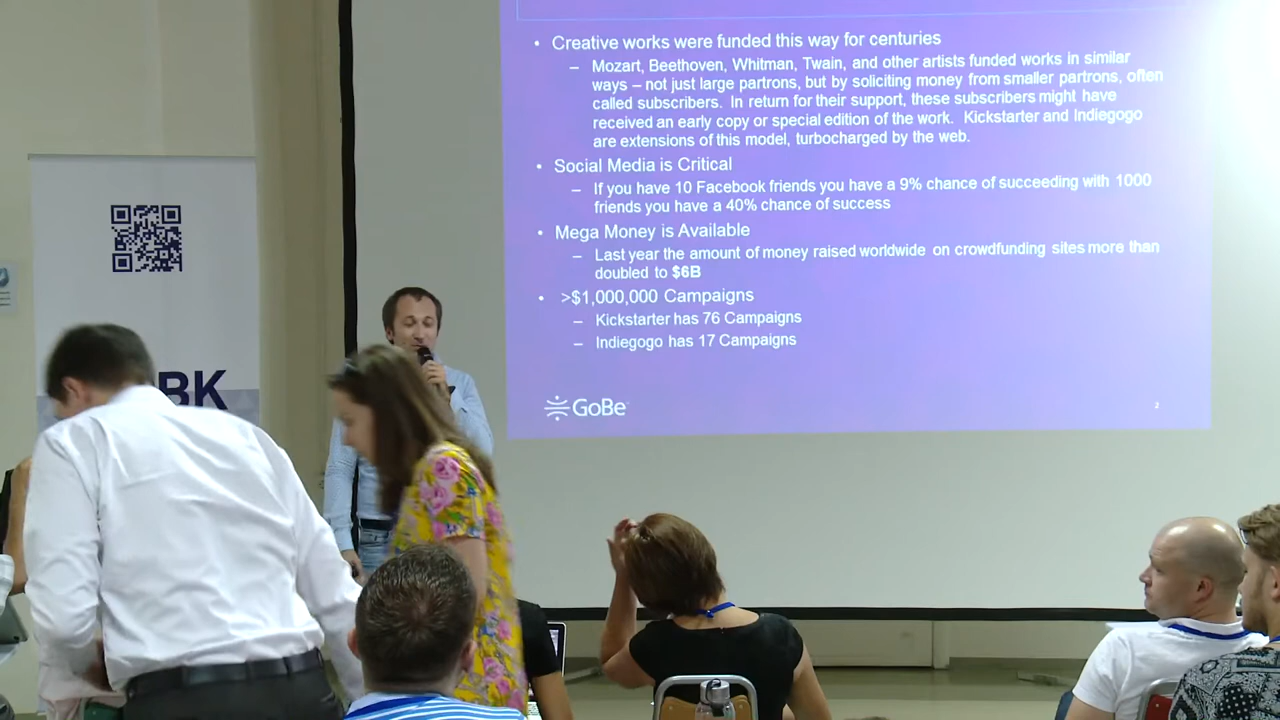 • Creative works were funded this way for centuries
– Mozart, Beethoven, Whitman, Twain, and other artists funded works in similar
ways – not just large partrons, but by soliciting money from smaller partrons, often
called subscribers. In return for their support, these subscribers might have
received an early copy or special edition of the work. Kickstarter and Indiegogo
are extensions of this model, turbocharged by the web.
• Social Media is Critical
– If you have 10 Facebook friends you have a 9% chance of succeeding with 1000
friends you have a 40% chance of success
• Mega Money is Available
– Last year the amount of money raised worldwide on crowdfunding sites more than
doubled to $6B
• >$1,000,000 Campaigns
– Kickstarter has 76 Campaigns
– Indiegogo has 17 Campaigns
GoBe
2
BK